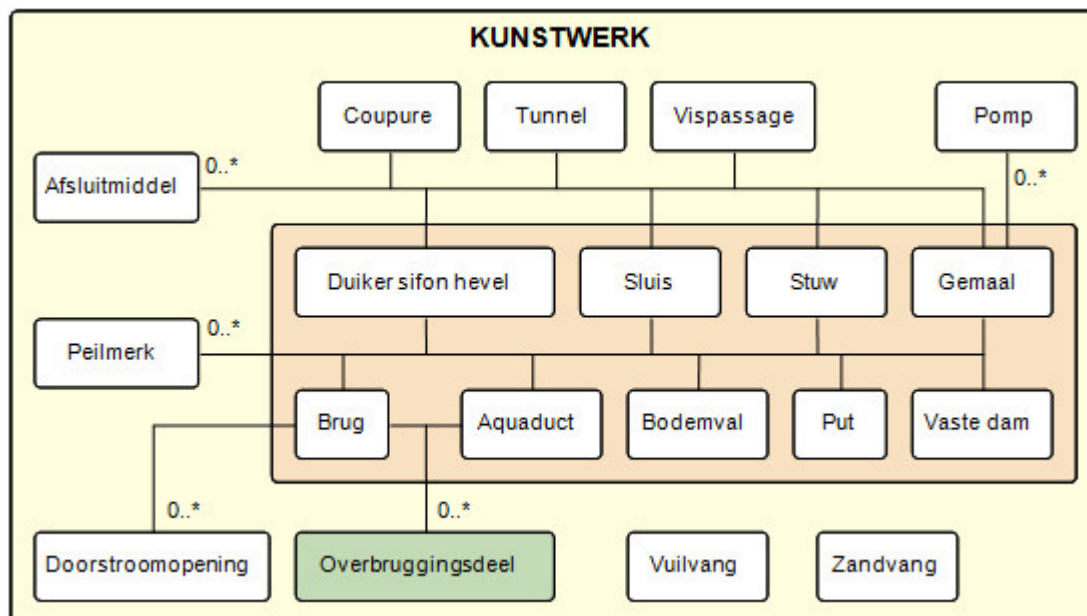 KUNSTWERK
Coupure
Tunnel
Vispassage
Pomp
Afsluitmiddel
0..*
0..*
Duiker sifon hevel
Sluis
Stuw
Gemaal
Peilmerk
0..*
Brug
Aquaduct
Bodemval
Put
Vaste dam
0..*
0..*
Doorstroomopening
Overbruggingsdeel
Vuilvang
Zandvang